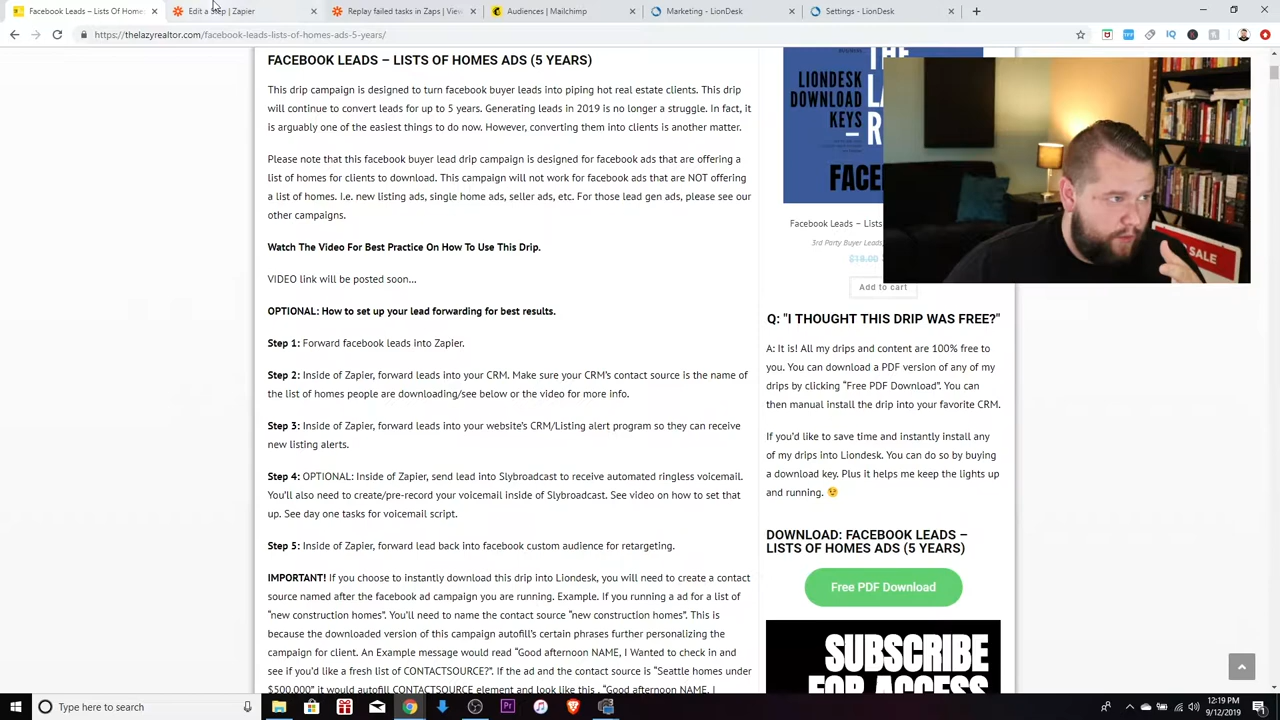 Facebook Leads – Lists Of Home
Edit a | Zapier
Replay failed tasks in Zaps | View
Audiences | Mailchimp
Marketing - LionDesk
Settings - LionDesk
https://thelazyrealtor.com/facebook-leads-lists-of-homes-ads-5-years/
FACEBOOK LEADS – LISTS OF HOMES ADS (5 YEARS)
This drip campaign is designed to turn facebook buyer leads into piping hot real estate clients. This drip
will continue to convert leads for up to 5 years. Generating leads in 2019 is no longer a struggle. In fact, it
is arguably one of the easiest things to do now. However, converting them into clients is another matter.
Please note that this facebook buyer lead drip campaign is designed for facebook ads that are offering a
list of homes for clients to download. This campaign will not work for facebook ads that are NOT offering
a list of homes. I.e. new listing ads, single home ads, seller ads, etc. For those lead gen ads, please see our
other campaigns.
Watch The Video For Best Practice On How To Use This Drip.
VIDEO link will be posted soon...
OPTIONAL: How to set up your lead forwarding for best results.
Step 1: Forward facebook leads into Zapier.
Step 2: Inside of Zapier, forward leads into your CRM. Make sure your CRM's contact source is the name of
the list of homes people are downloading/see below or the video for more info.
Step 3: Inside of Zapier, forward leads into your website's CRM/Listing alert program so they can receive
new listing alerts.
Step 4: OPTIONAL: Inside of Zapier, send lead into Slybroadcast to receive automated ringless voicemail.
You'll also need to create/pre-record your voicemail inside of Slybroadcast. See video on how to set that
up. See day one tasks for voicemail script.
Step 5: Inside of Zapier, forward lead back into facebook custom audience for retargeting.
IMPORTANT! If you choose to instantly download this drip into Liondesk, you will need to create a contact
source named after the facebook ad campaign you are running. Example. If you running a ad for a list of
"new construction homes". You'll need to name the contact source "new construction homes". This is
because the downloaded version of this campaign autofill's certain phrases further personalizing the
campaign for client. An Example message would read "Good afternoon NAME, I Wanted to check in and
see if you'd like a fresh list of CONTACTSOURCE?". If the ad and the contact source is "Seattle homes under
$500,000" it would autofill CONTACTSOURCE element and look like this , "Good afternoon NAME, I
THE
LIONDESK
DOWNLOAD
KEYS
FACE
SALE
Facebook Leads – Lists
3rd Party Buyer Leads,
$18.00
Add to cart
Q: "I THOUGHT THIS DRIP WAS FREE?"
A: It is! All my drips and content are 100% free to
you. You can download a PDF version of any of my
drips by clicking "Free PDF Download". You can
then manual install the drip into your favorite CRM.
If you'd like to save time and instantly install any
of my drips into Liondesk. You can do so by buying
a download key. Plus it helps me keep the lights up
and running. 😉
DOWNLOAD: FACEBOOK LEADS –
LISTS OF HOMES ADS (5 YEARS)
Free PDF Download
SUBSCRIBE
FOR ACCESS
Type here to search
12:19 PM
9/12/2019